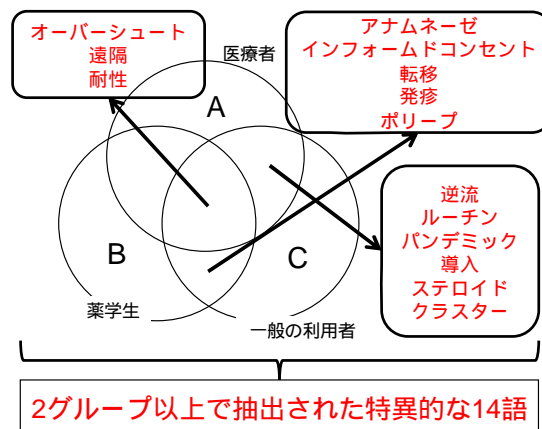 オーバーシュート
遠隔
耐性
医療者
アナムネーゼ
インフォームドコンセント
転移
発疹
ポリープ
A
B
C
逆流
ルーチン
パンデミック
導入
ステロイド
クラスター
薬学生
一般の利用者
2グループ以上で抽出された特異的な14語